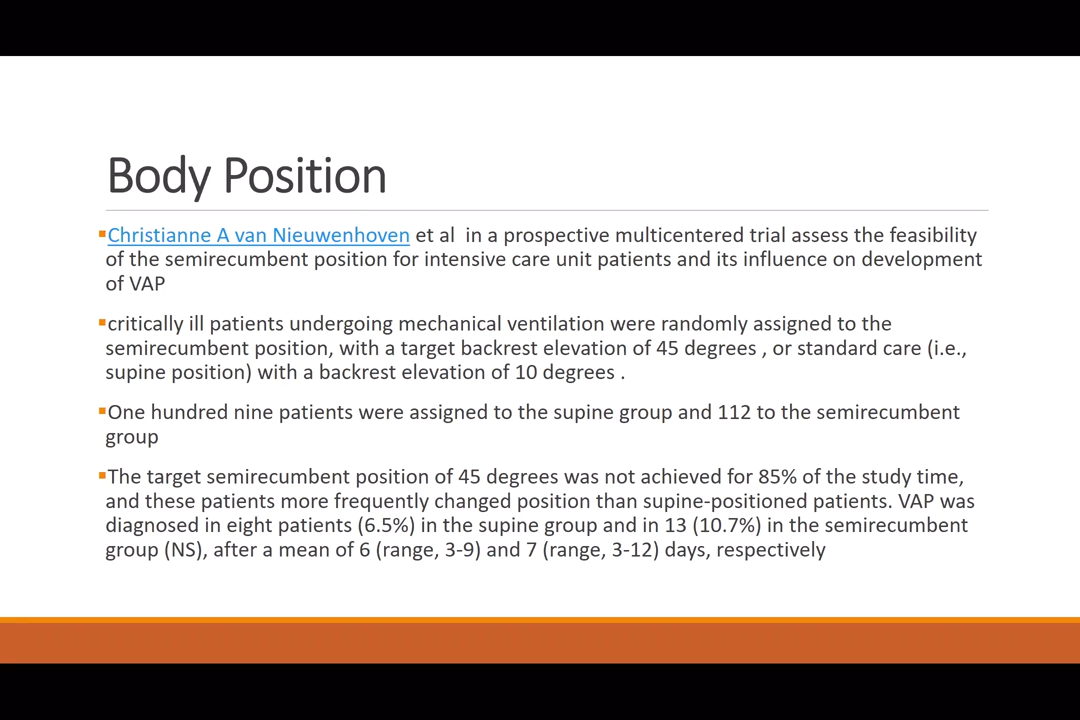 Body Position
▪Christianne A van Nieuwenhoven et al  in a prospective multicentered trial assess the feasibility
of the semirecumbent position for intensive care unit patients and its influence on development
of VAP
▪critically ill patients undergoing mechanical ventilation were randomly assigned to the
semirecumbent position, with a target backrest elevation of 45 degrees , or standard care (i.e.,
supine position) with a backrest elevation of 10 degrees .
▪One hundred nine patients were assigned to the supine group and 112 to the semirecumbent
group
▪The target semirecumbent position of 45 degrees was not achieved for 85% of the study time,
and these patients more frequently changed position than supine-positioned patients. VAP was
diagnosed in eight patients (6.5%) in the supine group and in 13 (10.7%) in the semirecumbent
group (NS), after a mean of 6 (range, 3-9) and 7 (range, 3-12) days, respectively